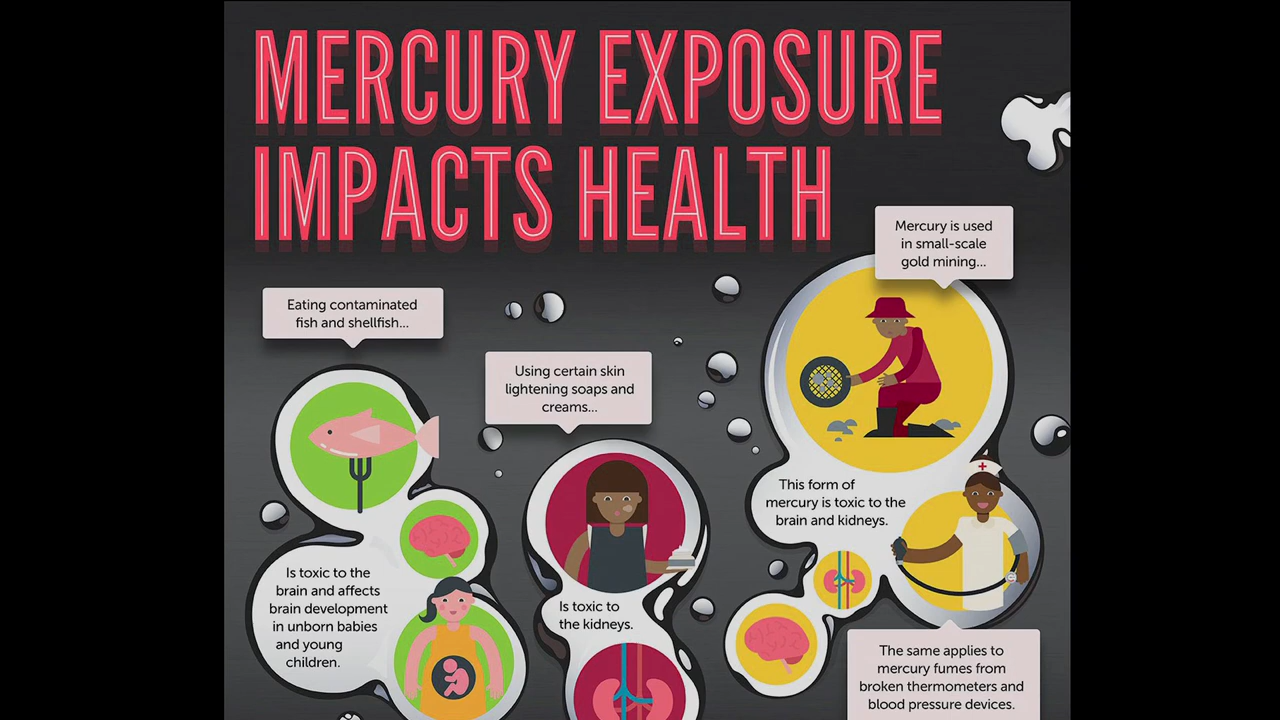 MERCURY EXPOSURE
IMPACTS HEALTH
Eating contaminated
fish and shellfish...
Is toxic to the
brain and affects
brain development
in unborn babies
and young
children.
Using certain skin
lightening soaps and
creams...
Is toxic to
the kidneys.
Mercury is used
in small-scale
gold mining...
This form of
mercury is toxic to the
brain and kidneys.
The same applies to
mercury fumes from
broken thermometers and
blood pressure devices.